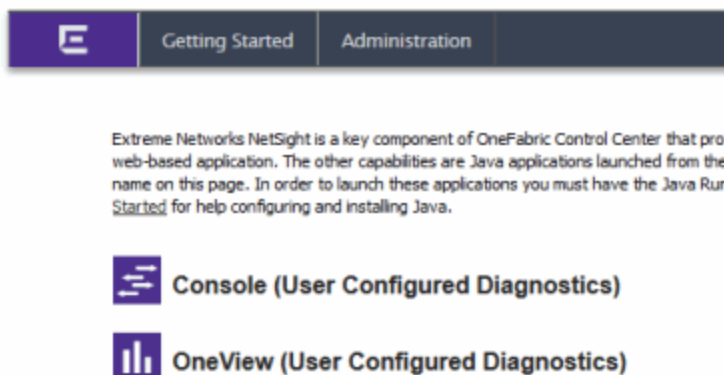 Getting Started Administration
Extreme Networks NetSight is a key component of OneFabric Control Center that pro
web-based application. The other capabilities are Java applications launched from the
name on this page. In order to launch these applications you must have the Java Rur
Started for help configuring and installing Java.
Console (User Configured Diagnostics)
OneView (User Configured Diagnostics)